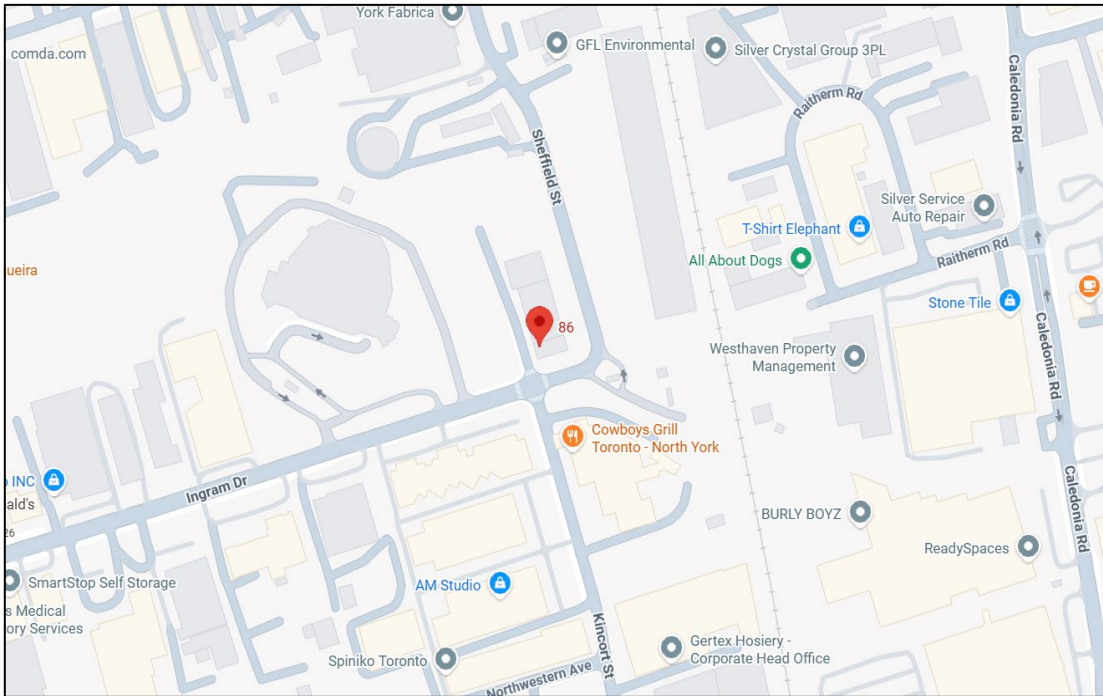 York Fabrica
comda.com
GFL Environmental
Silver Crystal Group 3PL
Caledonia Rd
Raitherm Rd
Sheffield St
Silver Service
Auto Repair
T-Shirt Elephant
All About Dogs
Raitherm Rd
ueira
Stone Tile
86
Westhaven Property
Management
Caledonia Rd
Cowboys Grill
Toronto - North York
o INC
ald's
Ingram Dr
26
BURLY BOYZ
Caledonia Rd
ReadySpaces
SmartStop Self Storage
AM Studio
s Medical
ory Services
Kincort St
Gertex Hosiery -
Corporate Head Office
Spiniko Toronto
Northwestern Ave